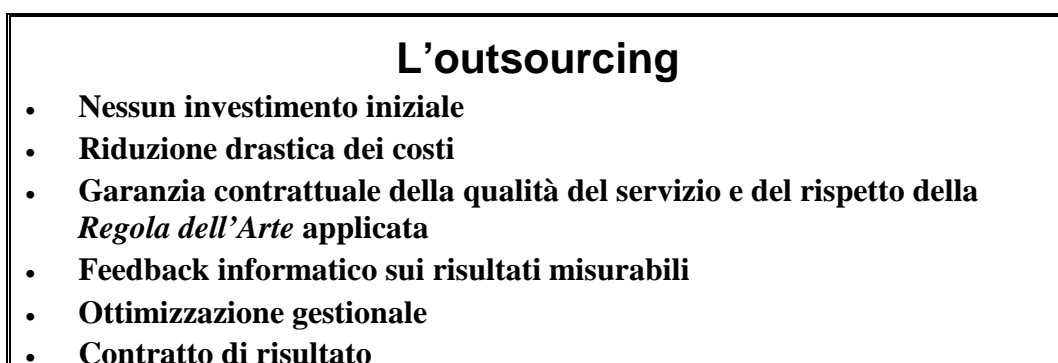 L’outsourcing
• Nessun investimento iniziale
• Riduzione drastica dei costi
• Garanzia contrattuale della qualità del servizio e del rispetto della
Regola dell’Arte applicata
• Feedback informatico sui risultati misurabili
• Ottimizzazione gestionale
• Contratto di risultato